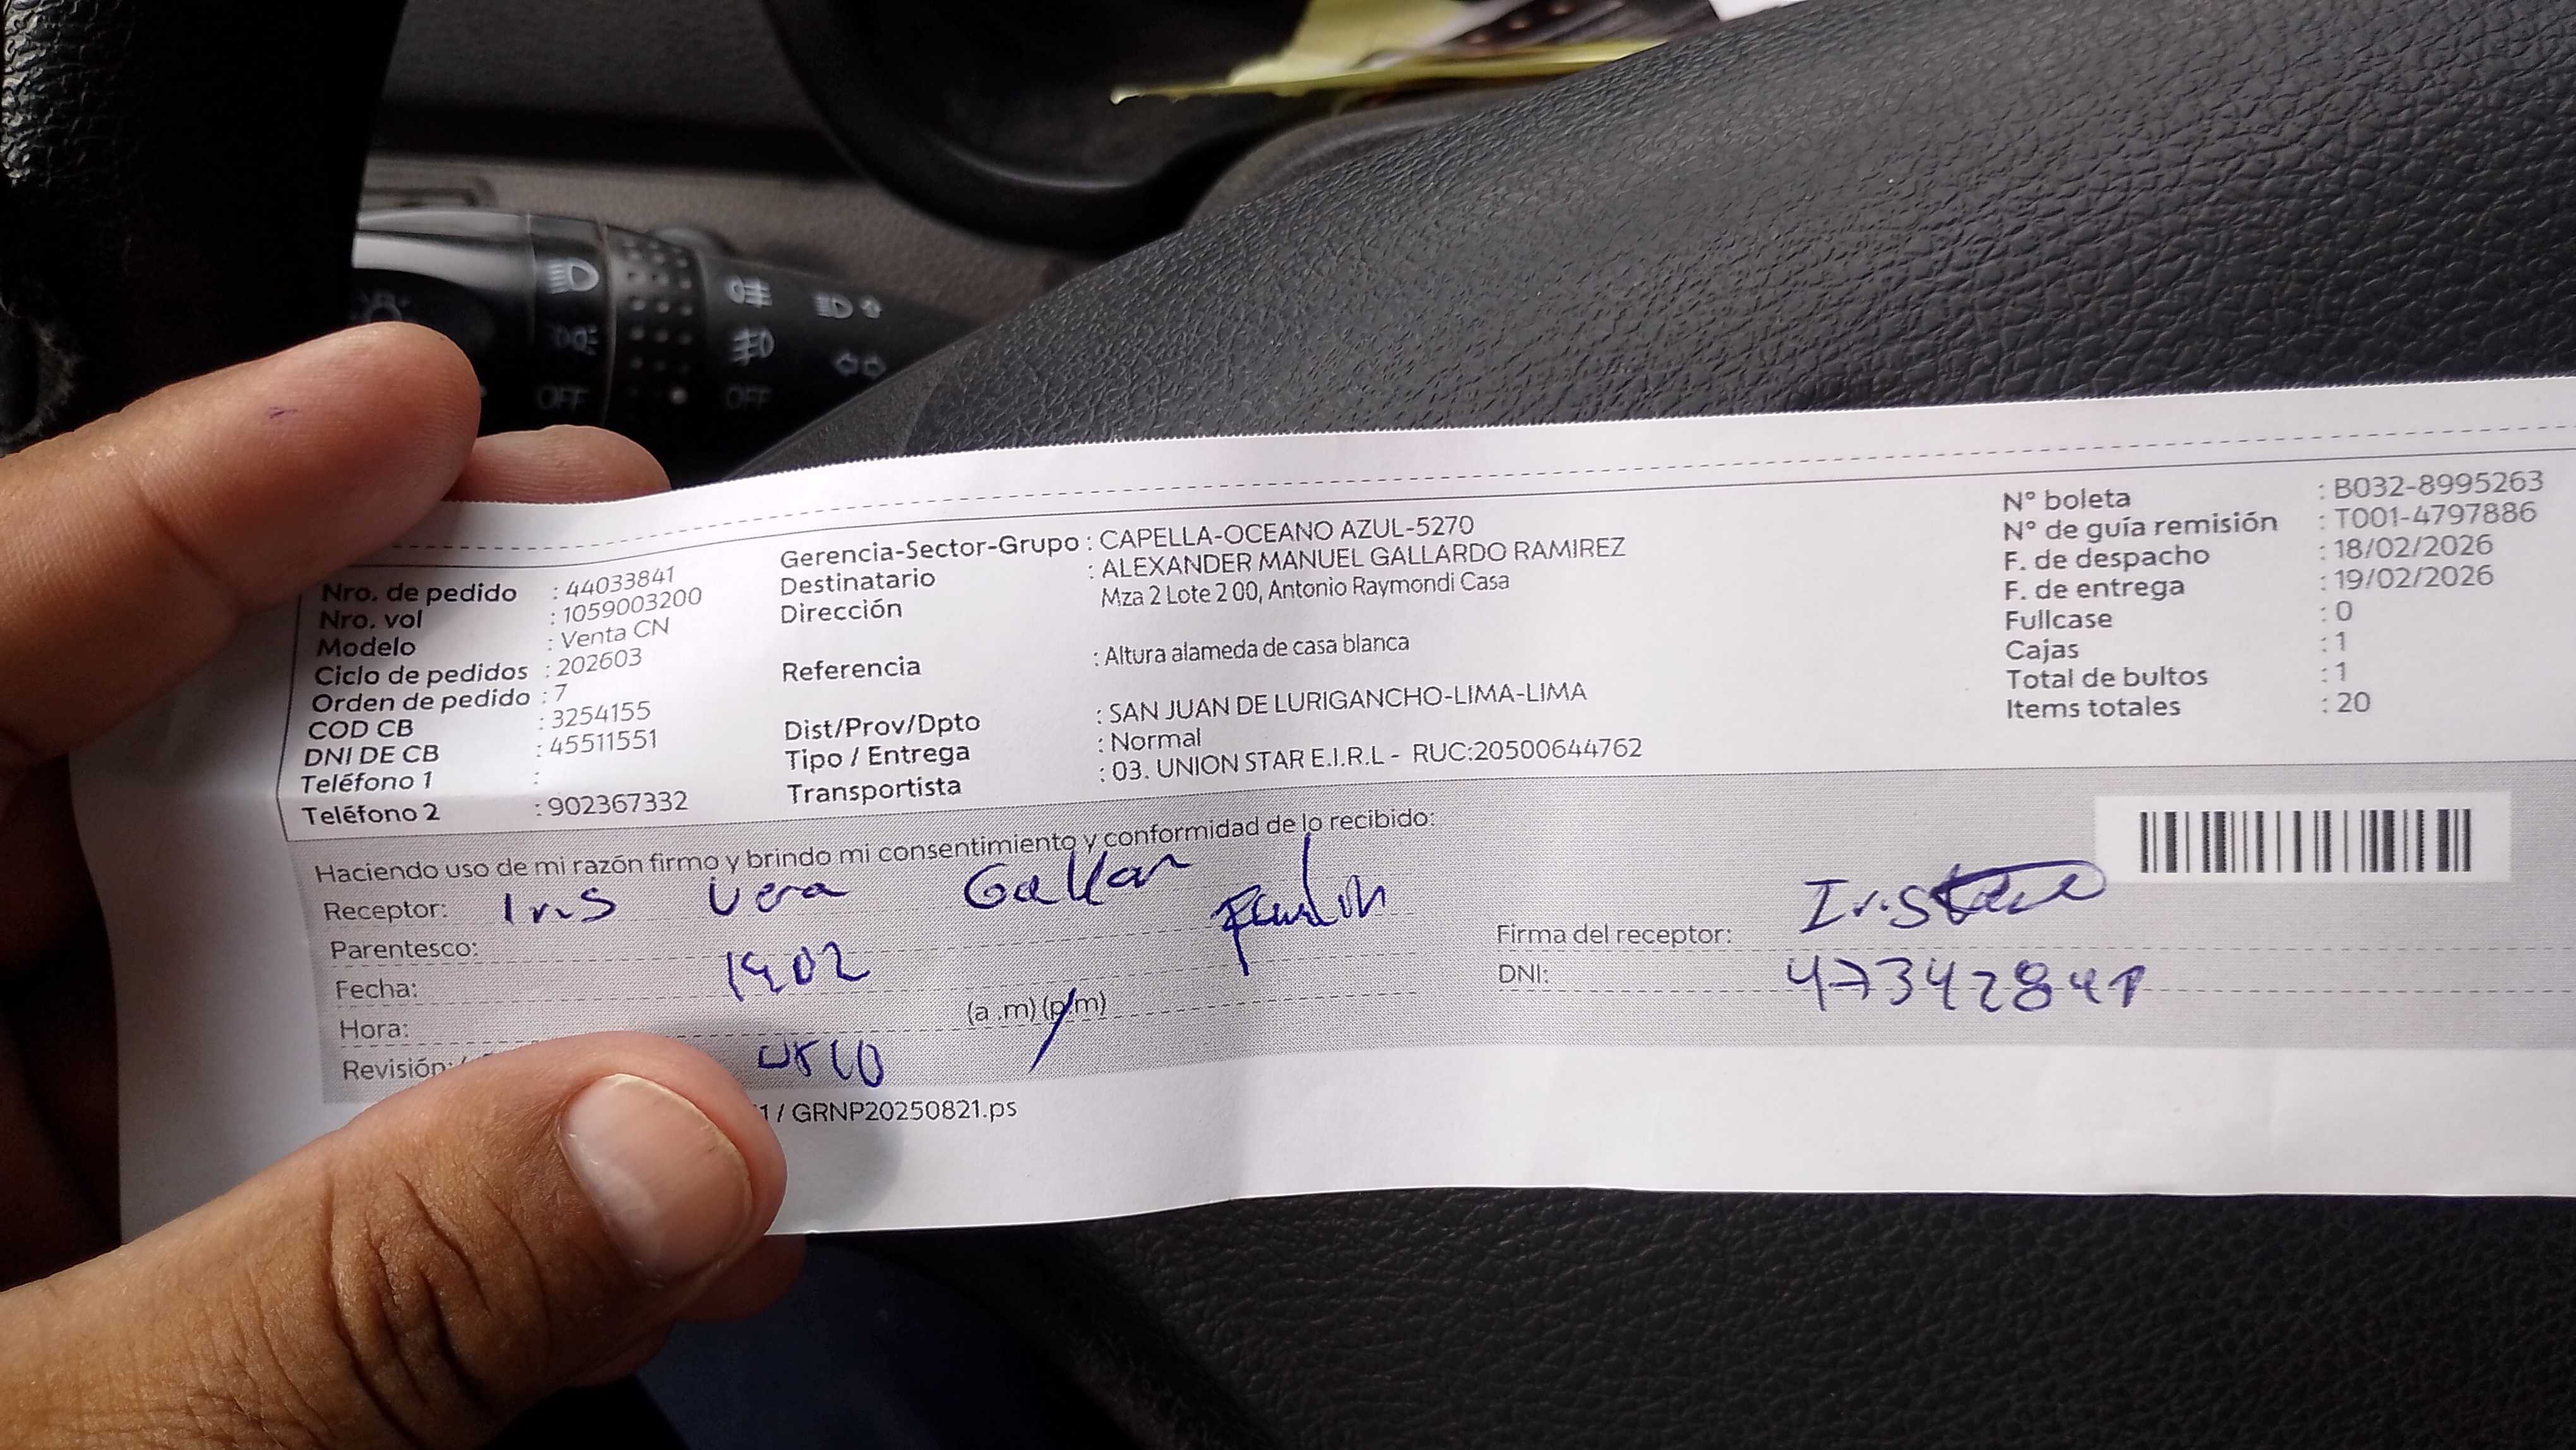 Nro. de pedido : 44033841
Nro. vol : 1059003200
Modelo : Venta CN
Ciclo de pedidos : 202603
Orden de pedido : 7
COD CB : 3254155
DNI DE CB : 45511551
Teléfono 1 :
Teléfono 2 : 902367332
Gerencia-Sector-Grupo : CAPELLA-OCEANO AZUL-5270
Destinatario : ALEXANDER MANUEL GALLARDO RAMIREZ
Dirección Mza 2 Lote 2 00, Antonio Raymondi Casa
Referencia : Altura alameda de casa blanca
Dist/Prov/Dpto : SAN JUAN DE LURIGANCHO-LIMA-LIMA
Tipo / Entrega : Normal
Transportista : 03. UNION STAR E.I.R.L - RUC:20500644762
N° boleta : B032-8995263
N° de guía remisión : T001-4797886
F. de despacho : 18/02/2026
F. de entrega : 19/02/2026
Fullcase : 0
Cajas : 1
Total de bultos : 1
Items totales : 20
Haciendo uso de mi razón firmo y brindo mi consentimiento y conformidad de lo recibido:
Receptor: Iris Vera Gallar
Parentesco:
Fecha: 1902
Hora: (a .m) (p.m)
Revisión:
Firma del receptor: Iris
DNI: 47342841
1 / GRNP20250821.ps
OFF
OFF